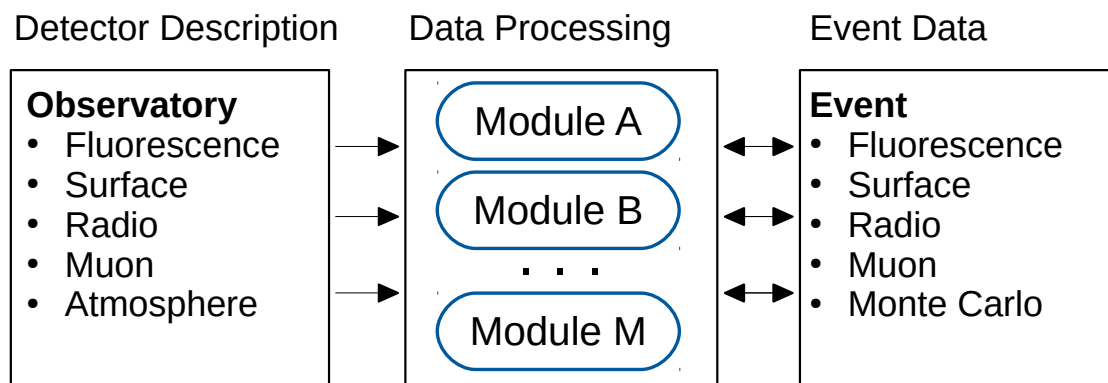 Detector Description
Data Processing
Event Data
Observatory
• Fluorescence
• Surface
• Radio
• Muon
• Atmosphere
Module A
Module B
. . .
Module M
Event
• Fluorescence
• Surface
• Radio
• Muon
• Monte Carlo